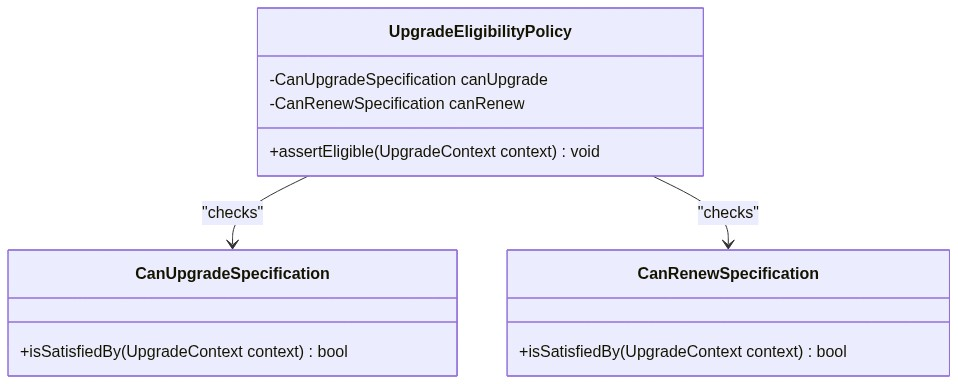 UpgradeEligibilityPolicy
-CanUpgradeSpecification canUpgrade
-CanRenewSpecification canRenew
+assertEligible(UpgradeContext context) : void
"checks"
"checks"
CanUpgradeSpecification
+isSatisfiedBy(UpgradeContext context) : bool
CanRenewSpecification
+isSatisfiedBy(UpgradeContext context) : bool